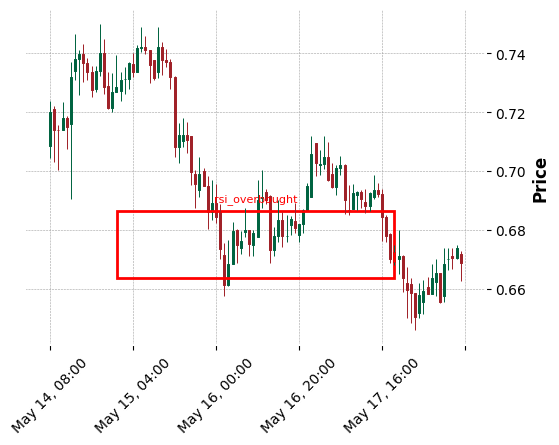 0.74
0.72
0.70
rsi_overbought
0.68
0.66
Price
May 14, 08:00
May 15, 04:00
May 16, 00:00
May 16, 20:00
May 17, 16:00